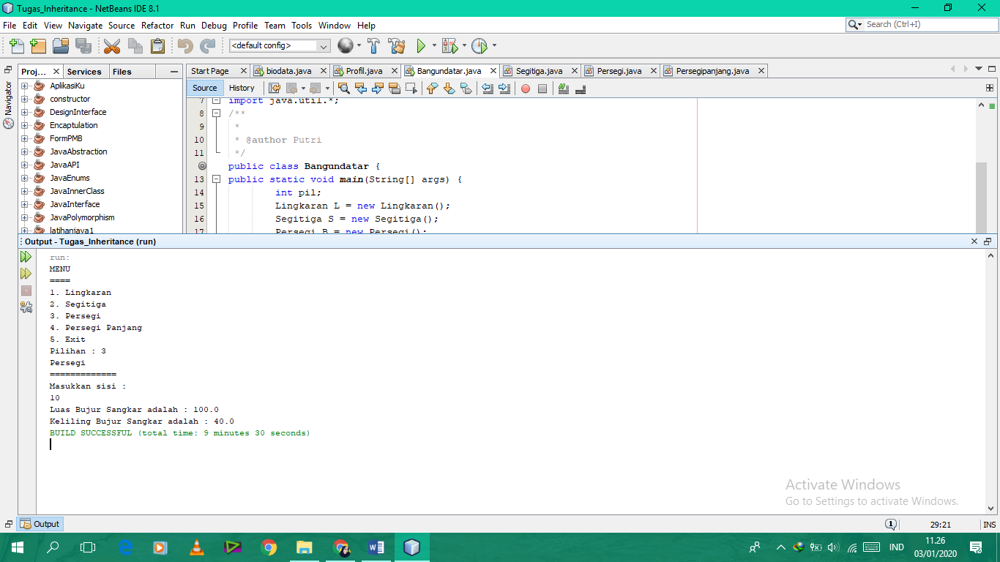 Tugas_Inheritance - NetBeans IDE 8.1
File Edit View Navigate Source Refactor Run Debug Profile Team Tools Window Help
Search (Ctrl+I)
<default config>
Navigator
Proj... Services Files
AplikasiKu
constructor
DesignInterface
Encaptulation
FormPMB
JavaAbstraction
JavaAPI
JavaEnums
JavaInnerClass
JavaInterface
JavaPolymorphism
latihanjava1
Start Page biodata.java Profil.java Bangundatar.java Segitiga.java Persegi.java Persegipanjang.java
Source History
7 import java.util.*;
8 /**
9 *
10 * @author Putri
11 */
public class Bangundatar {
13 public static void main(String[] args) {
14 int pil;
15 Lingkaran L = new Lingkaran();
16 Segitiga S = new Segitiga();
17 Persegi B = new Persegi();
Output - Tugas_Inheritance (run)
run:
MENU
====
1. Lingkaran
2. Segitiga
3. Persegi
4. Persegi Panjang
5. Exit
Pilihan : 3
Persegi
=============
Masukkan sisi :
10
Luas Bujur Sangkar adalah : 100.0
Keliling Bujur Sangkar adalah : 40.0
BUILD SUCCESSFUL (total time: 9 minutes 30 seconds)
Activate Windows
Go to Settings to activate Windows.
Output
1 29:21 INS
IND
11.26
03/01/2020